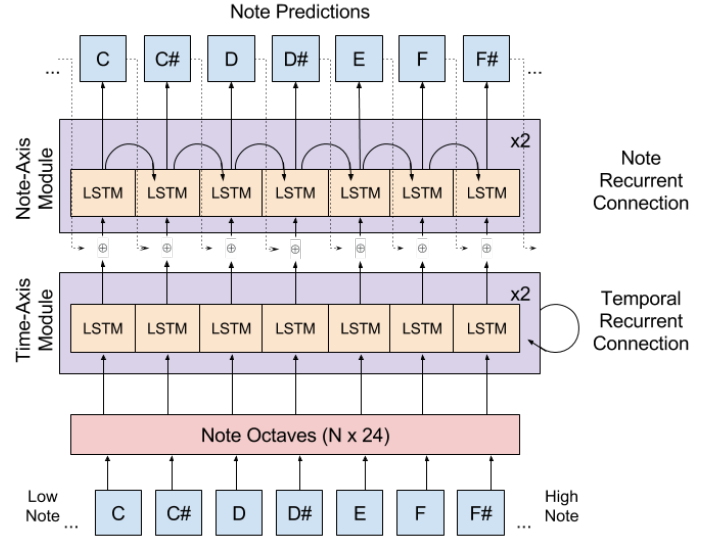 Note Predictions
... C C# D D# E F F# ...
x2
Note-Axis
Module
LSTM LSTM LSTM LSTM LSTM LSTM LSTM
Note
Recurrent
Connection
⊕ ⊕ ⊕ ⊕ ⊕ ⊕ ⊕
x2
Time-Axis
Module
LSTM LSTM LSTM LSTM LSTM LSTM LSTM
Temporal
Recurrent
Connection
Note Octaves (N x 24)
Low
Note ...
C C# D D# E F F#
... High
Note